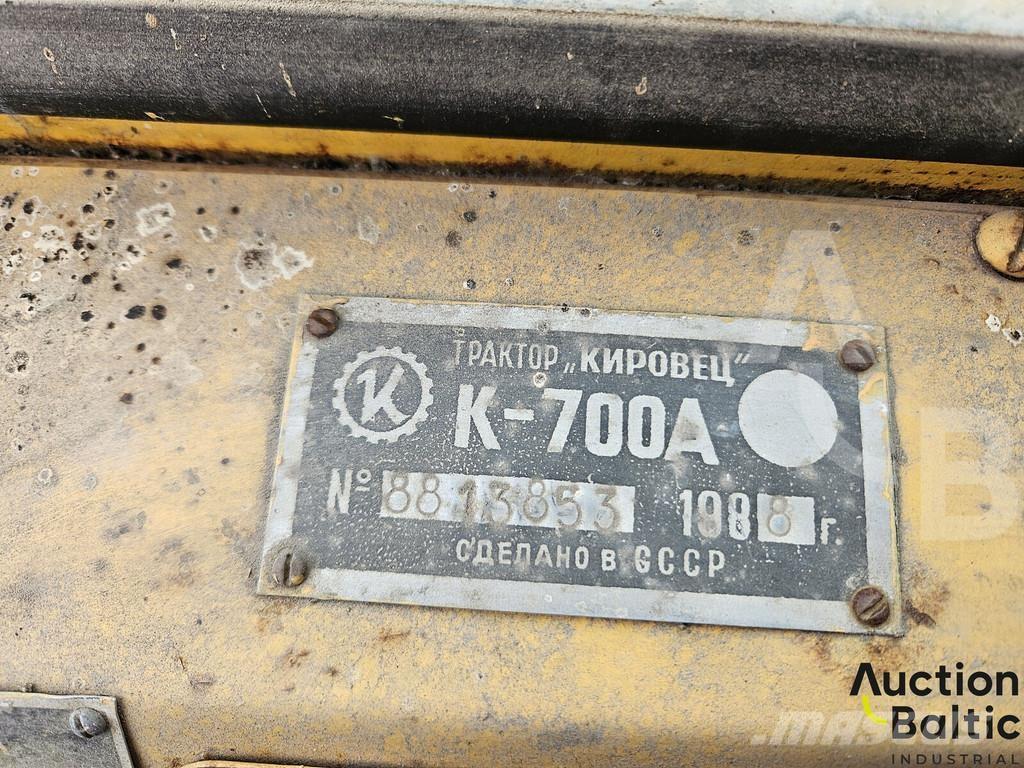 ТРАКТОР „КИРОВЕЦ"
К
К-700А
№ 8813853 1988 г.
СДЕЛАНО В СССР
A
B
Auction
Baltic
INDUSTRIAL